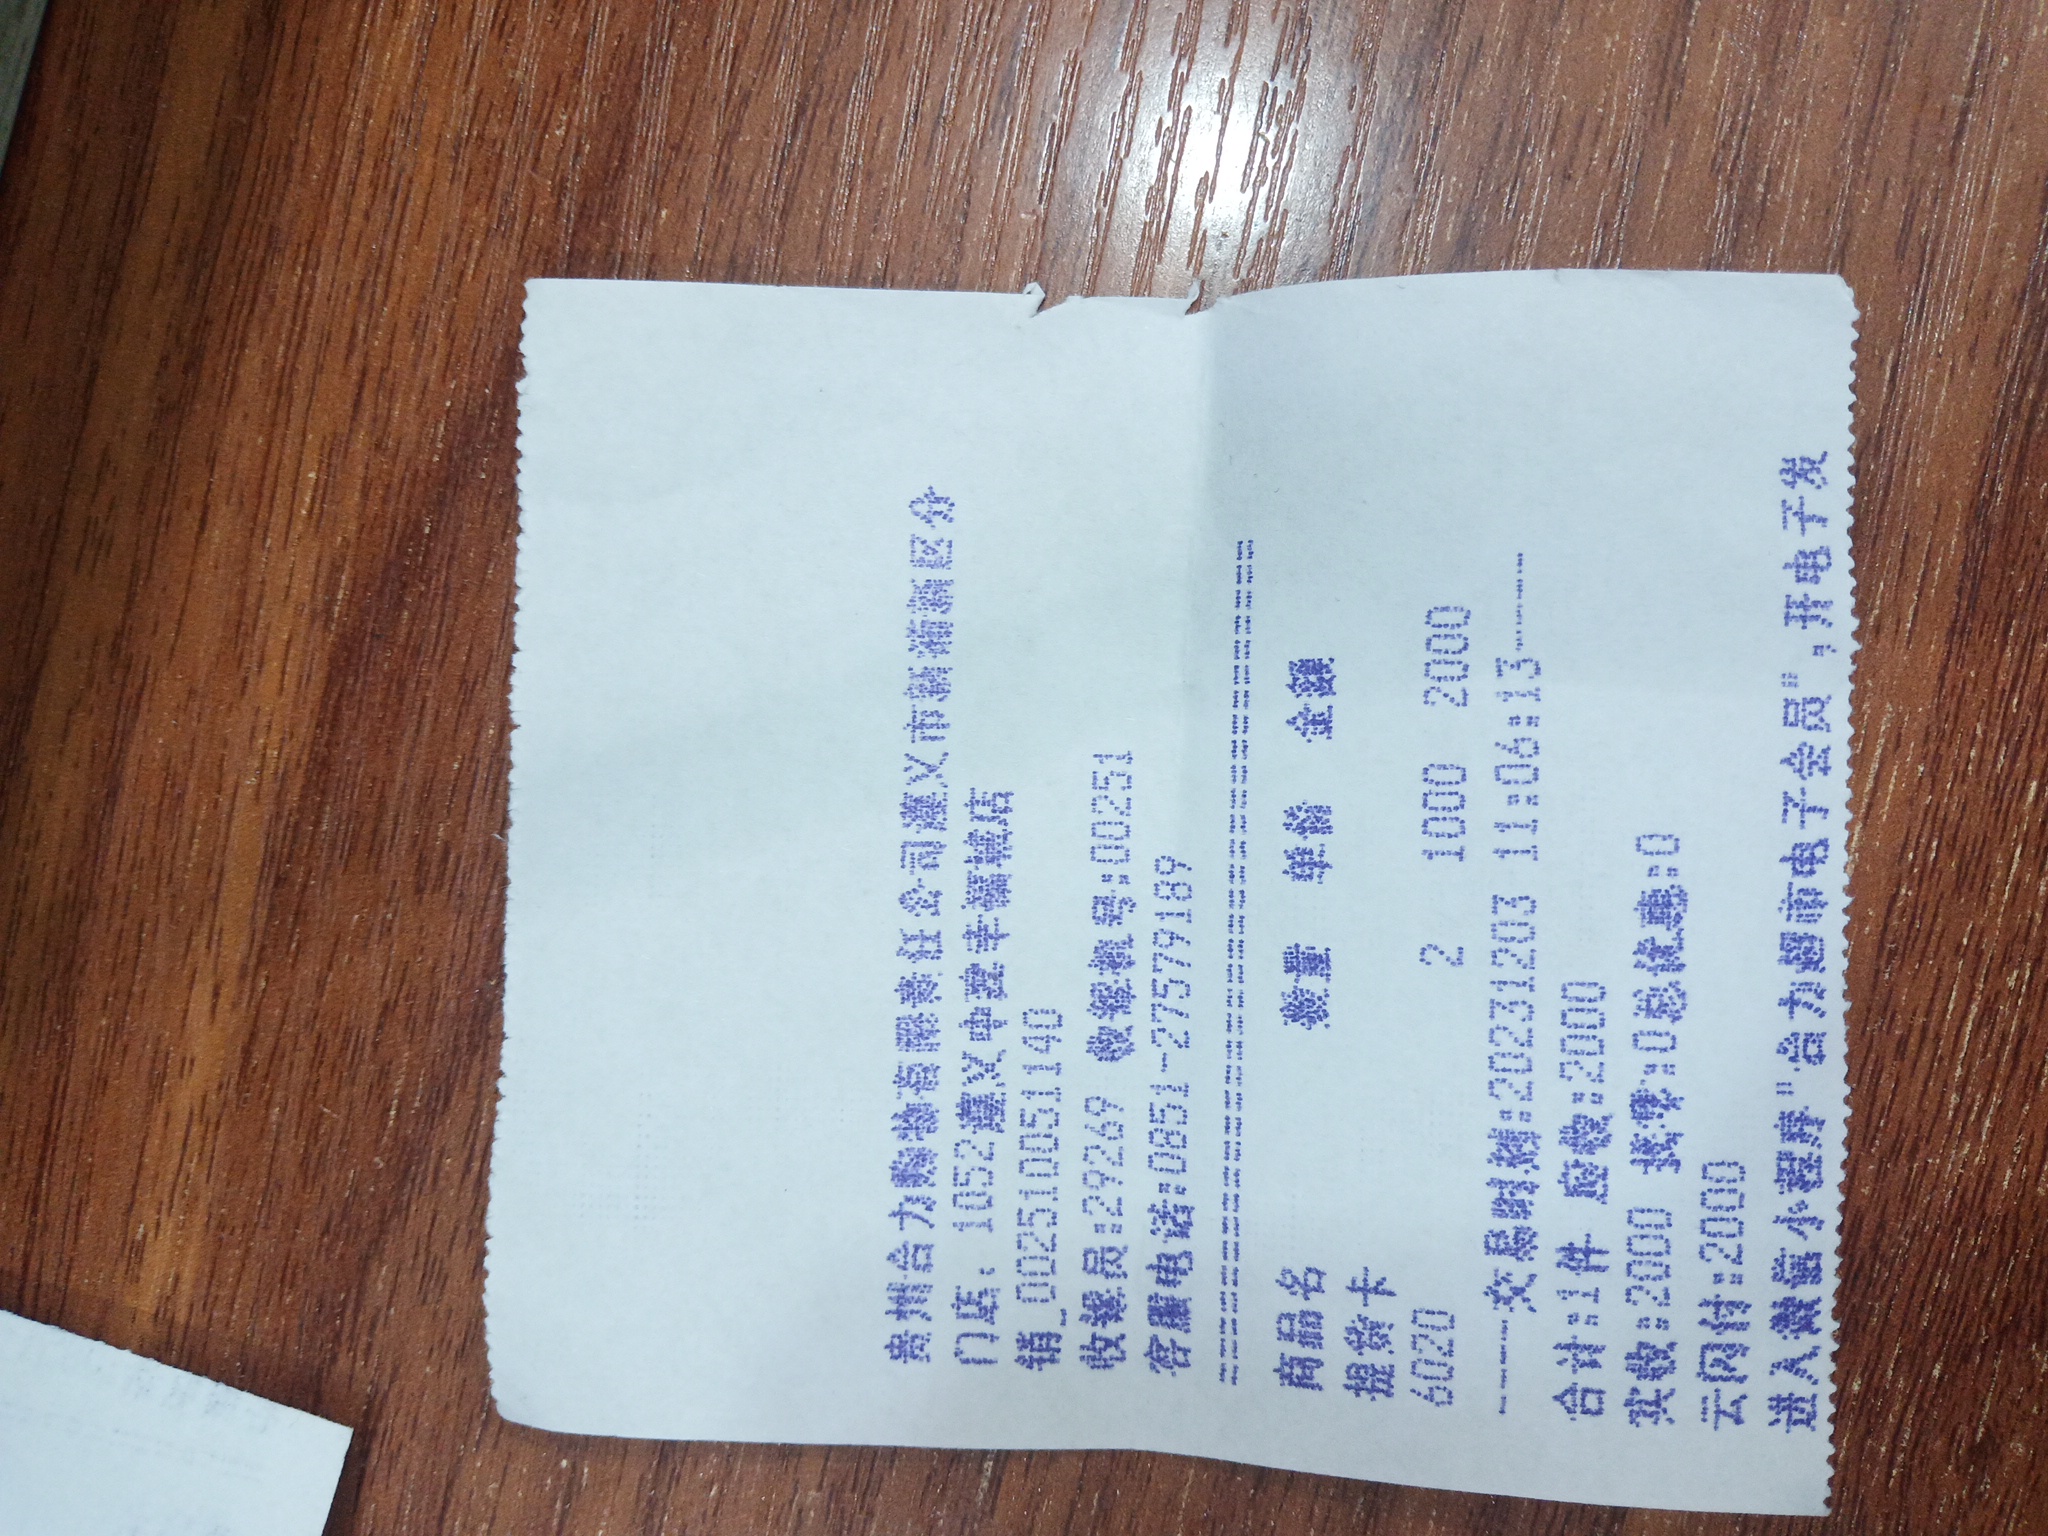 贵州合力购物有限责任公司遵义市新蒲新区分
门店: 1052遵义中建幸福城店
销_002510051140
收银员:29269 收银机号:00251
客服电话:0851-27579189
==========================================
商品名 数量 单价 金额
提货卡
6020 2 1000 2000
------交易时间:20231203 11:06:13------
合计:1件 应收:2000
实收:2000 找零:0总优惠:0
云闪付:2000
进入微信小程序"合力超市电子会员",开电子发